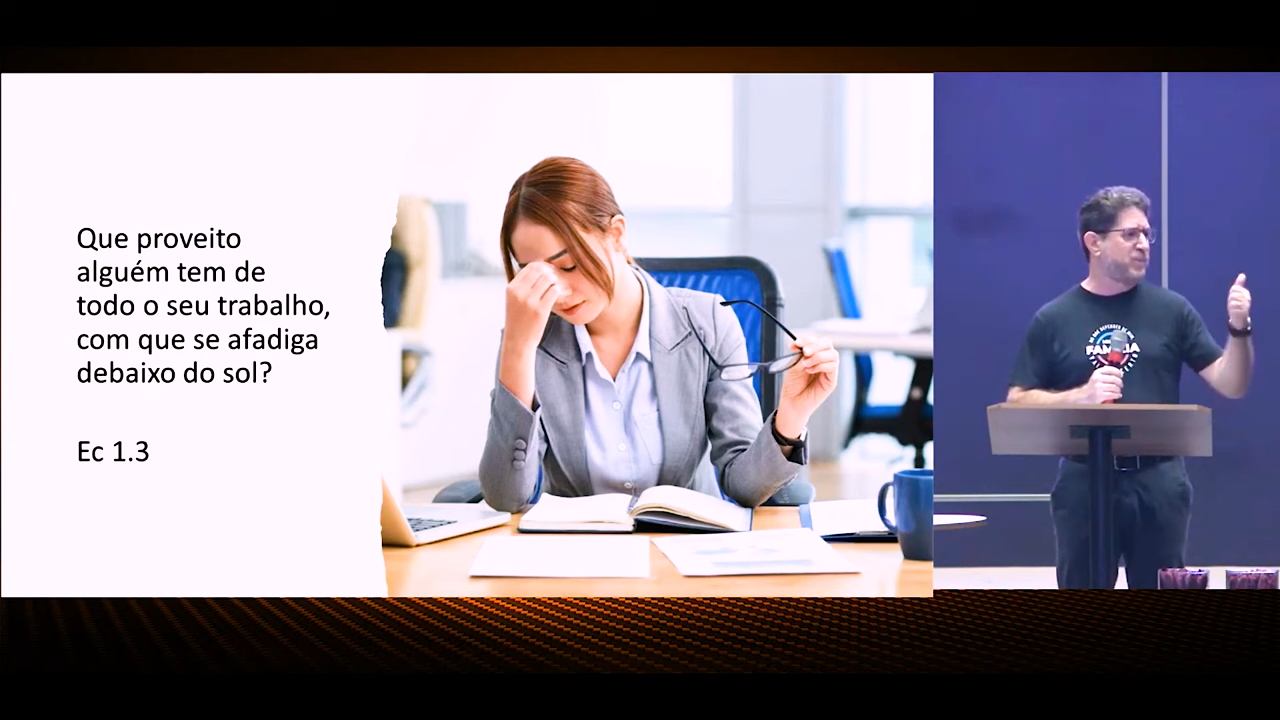 Que proveito
alguém tem de
todo o seu trabalho,
com que se afadiga
debaixo do sol?
Ec 1.3